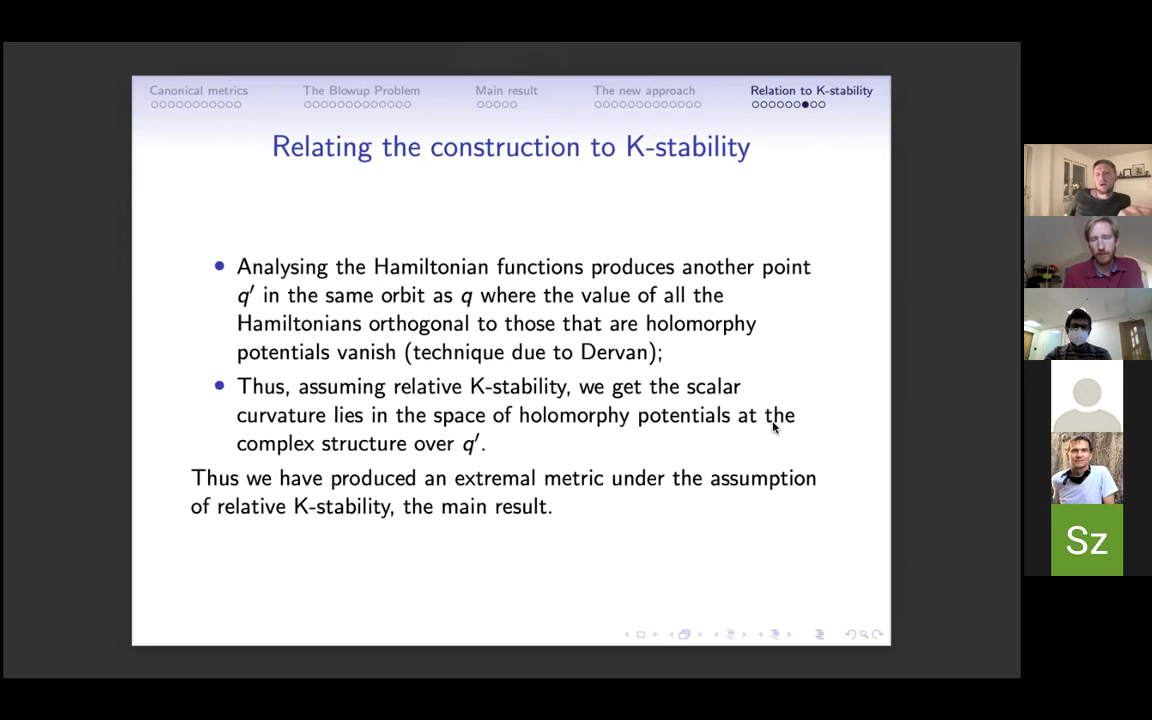 Canonical metrics The Blowup Problem Main result The new approach Relation to K-stability
Relating the construction to K-stability
• Analysing the Hamiltonian functions produces another point
q′ in the same orbit as q where the value of all the
Hamiltonians orthogonal to those that are holomorphy
potentials vanish (technique due to Dervan);
• Thus, assuming relative K-stability, we get the scalar
curvature lies in the space of holomorphy potentials at the
complex structure over q′.
Thus we have produced an extremal metric under the assumption
of relative K-stability, the main result.
Sz